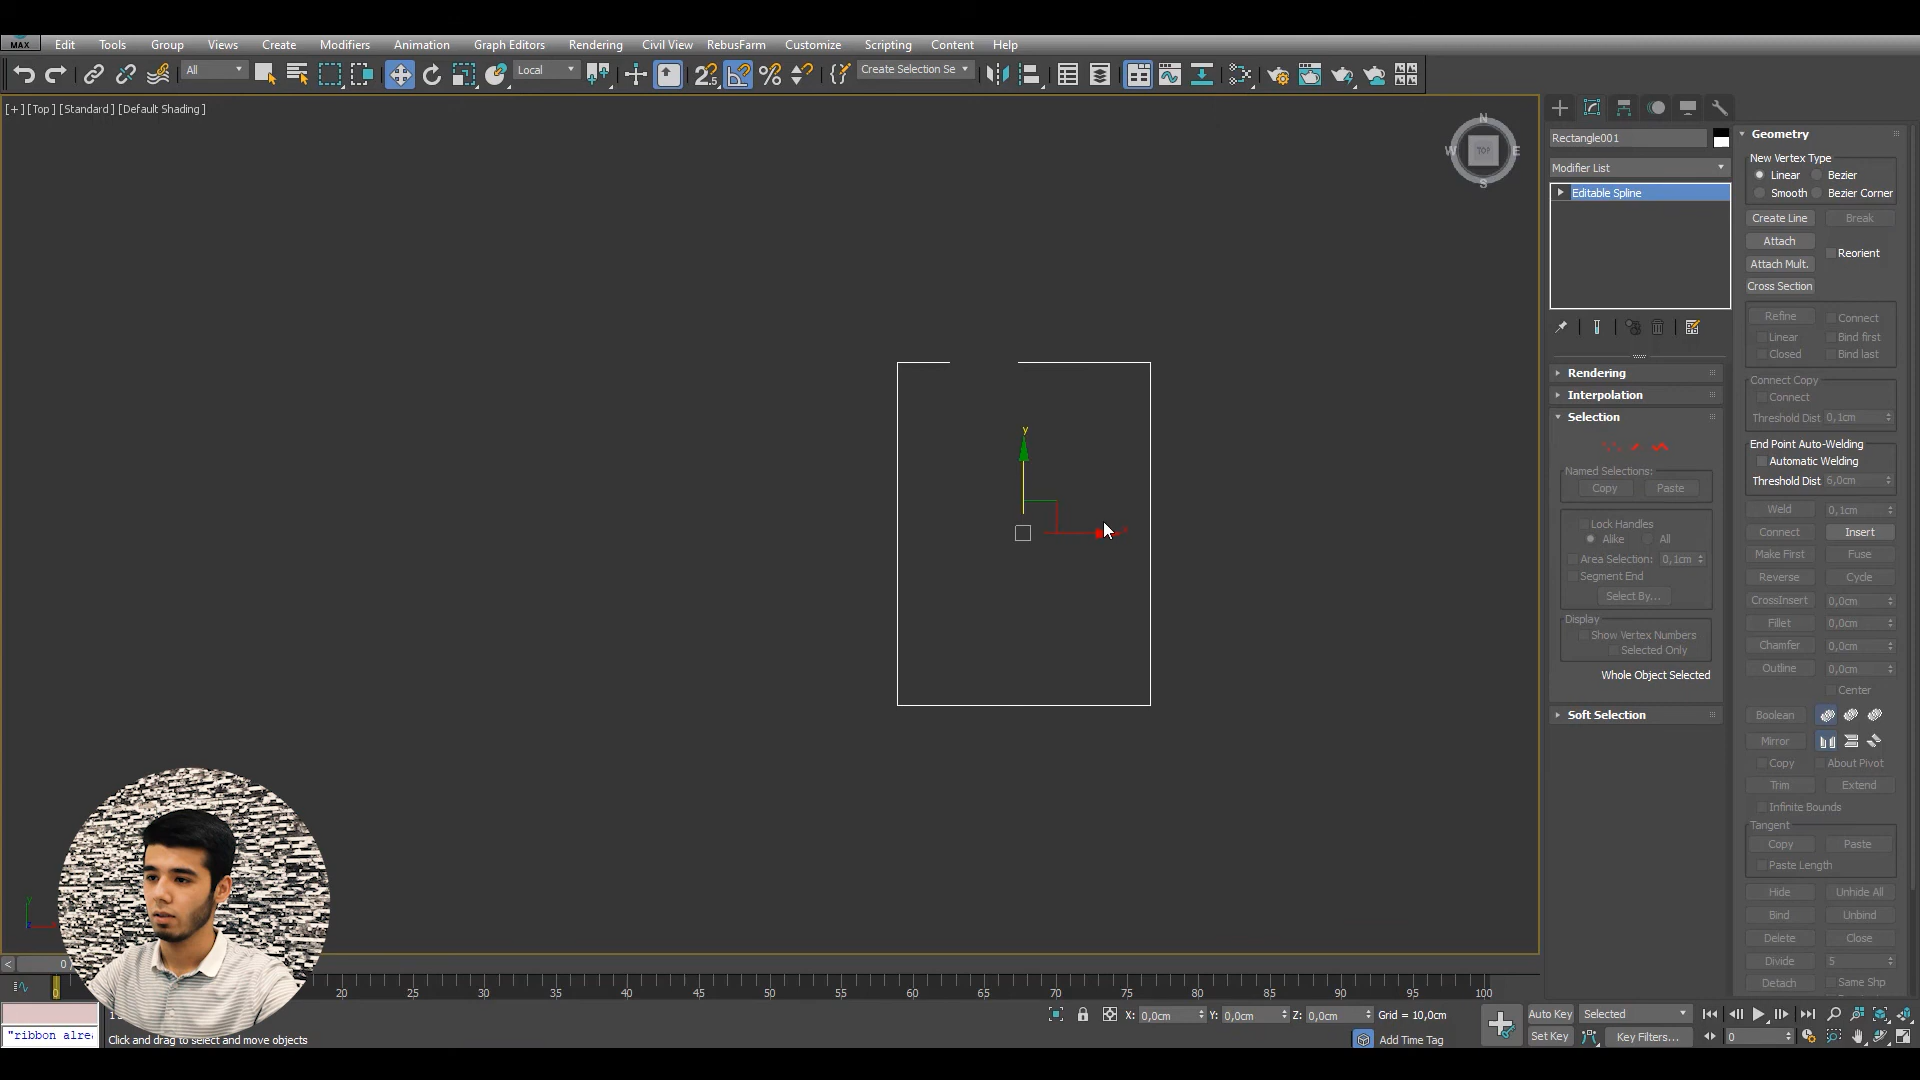 MAX Edit Tools Group Views Create Modifiers Animation Graph Editors Rendering Civil View RebusFarm Customize Scripting Content Help
All Local Create Selection Se
[+] [Top] [Standard] [Default Shading]
N
W TOP E
S
y
Rectangle001
Modifier List
Editable Spline
Rendering
Interpolation
Selection
Named Selections:
Copy Paste
Lock Handles
Alike All
Area Selection: 0,1cm
Segment End
Select By...
Display
Show Vertex Numbers
Selected Only
Whole Object Selected
Soft Selection
Geometry
New Vertex Type
Linear Bezier
Smooth Bezier Corner
Create Line Break
Attach
Reorient
Attach Mult.
Cross Section
Refine Connect
Linear Bind first
Closed Bind last
Connect Copy
Connect
Threshold Dist 0,1cm
End Point Auto-Welding
Automatic Welding
Threshold Dist 6,0cm
Weld 0,1cm
Connect Insert
Make First Fuse
Reverse Cycle
CrossInsert 0,0cm
Fillet 0,0cm
Chamfer 0,0cm
Outline 0,0cm
Center
Boolean
Mirror
Copy About Pivot
Trim Extend
Infinite Bounds
Tangent
Copy Paste
Paste Length
Hide Unhide All
Bind Unbind
Delete Close
Divide 5
Detach Same Shp
< 0
0 20 25 30 35 40 45 50 55 60 65 70 75 80 85 90 95 100
X: 0,0cm Y: 0,0cm Z: 0,0cm Grid = 10,0cm
Auto Key Selected
"ribbon alre
Click and drag to select and move objects
Add Time Tag
Set Key Key Filters... 0